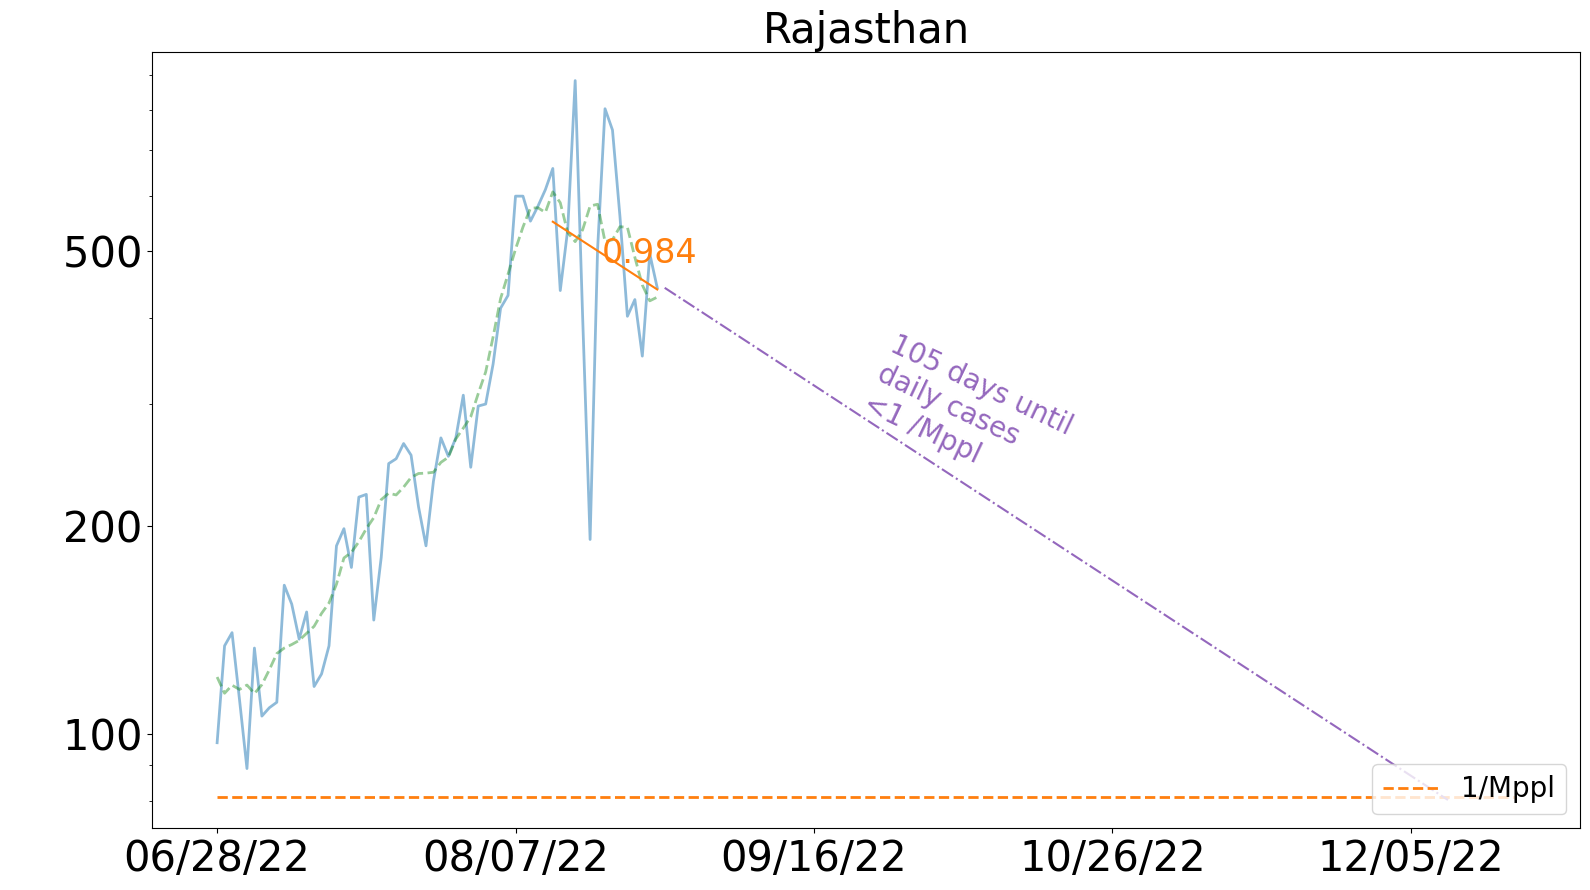 Rajasthan
500
200
100
0.984
105 days until
daily cases
<1 /Mppl
1/Mppl
06/28/22
08/07/22
09/16/22
10/26/22
12/05/22